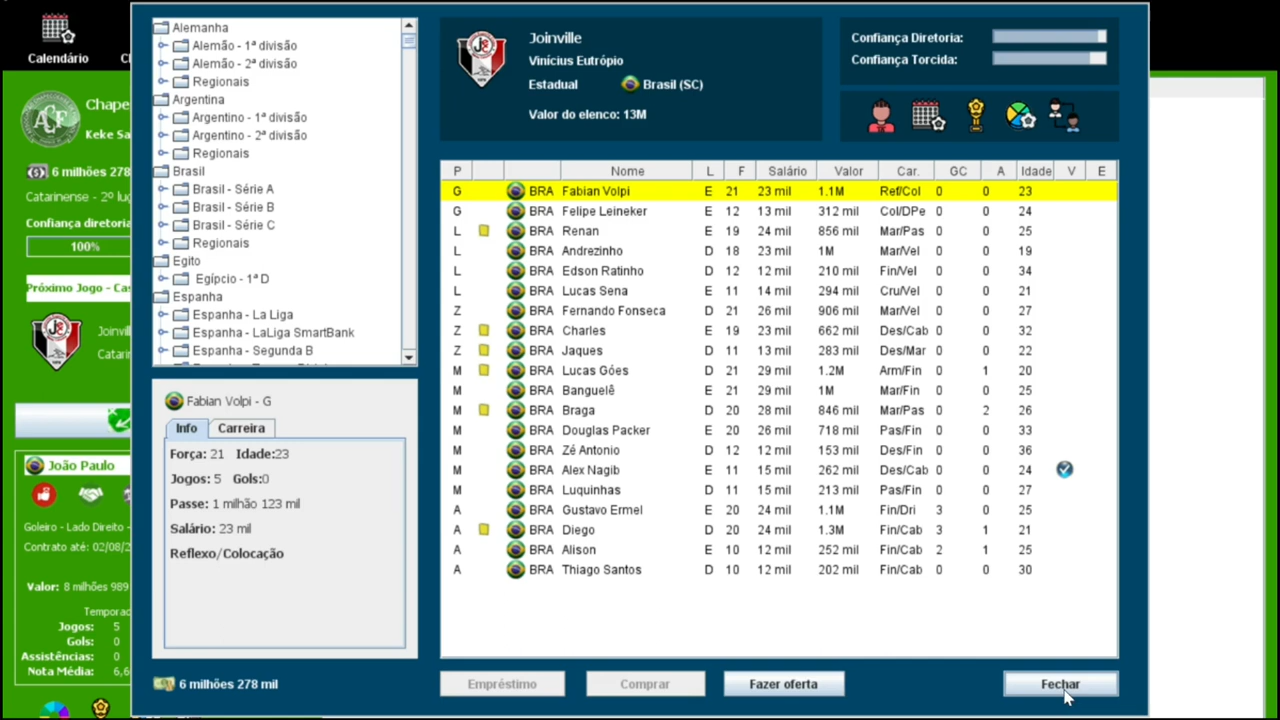 Calendário
Chape
Keke Sa
6 milhões 278
Catarinense - 2º lug
Confiança diretoria
100%
Próximo Jogo - Cas
Joinville
Catarin
João Paulo
Goleiro - Lado Direito -
Contrato até: 02/08/2
Valor: 8 milhões 989
Temporad
Jogos: 5
Gols: 0
Assistências: 0
Nota Média: 6,6
Alemanha
Alemão - 1ª divisão
Alemão - 2ª divisão
Regionais
Argentina
Argentino - 1ª divisão
Argentino - 2ª divisão
Regionais
Brasil
Brasil - Série A
Brasil - Série B
Brasil - Série C
Regionais
Egito
Egípcio - 1ª D
Espanha
Espanha - La Liga
Espanha - LaLiga SmartBank
Espanha - Segunda B
Fabian Volpi - G
Info Carreira
Força: 21 Idade:23
Jogos: 5 Gols:0
Passe: 1 milhão 123 mil
Salário: 23 mil
Reflexo/Colocação
6 milhões 278 mil
Joinville
Vinícius Eutrópio
Estadual Brasil (SC)
Valor do elenco: 13M
Confiança Diretoria:
Confiança Torcida:
P Nome L F Salário Valor Car. GC A Idade V E
G BRA Fabian Volpi E 21 23 mil 1.1M Ref/Col 0 0 23
G BRA Felipe Leineker E 12 13 mil 312 mil Col/DPe 0 0 24
L BRA Renan E 19 24 mil 856 mil Mar/Pas 0 0 25
L BRA Andrezinho D 18 23 mil 1M Mar/Vel 0 0 19
L BRA Edson Ratinho D 12 12 mil 210 mil Fin/Vel 0 0 34
L BRA Lucas Sena E 11 14 mil 294 mil Cru/Vel 0 0 21
Z BRA Fernando Fonseca D 21 26 mil 906 mil Mar/Vel 0 0 27
Z BRA Charles E 19 23 mil 662 mil Des/Cab 0 0 32
Z BRA Jaques D 11 13 mil 283 mil Des/Mar 0 0 22
M BRA Lucas Góes D 21 29 mil 1.2M Arm/Fin 0 1 20
M BRA Banguelê E 21 29 mil 1M Mar/Fin 0 0 25
M BRA Braga D 20 28 mil 846 mil Mar/Pas 0 2 26
M BRA Douglas Packer E 20 26 mil 718 mil Pas/Fin 0 0 33
M BRA Zé Antonio D 12 12 mil 240 mil Des/Fin 0 0 36
M BRA Alex Nagib E 11 15 mil 262 mil Des/Cab 0 0 24
M BRA Luquinhas D 11 15 mil 213 mil Pas/Fin 0 0 27
A BRA Gustavo Ermel E 20 24 mil 1.1M Fin/Dri 3 0 25
A BRA Diego D 20 24 mil 1.3M Fin/Cab 3 1 21
A BRA Alison E 10 12 mil 252 mil Fin/Cab 2 1 25
A BRA Thiago Santos D 10 12 mil 202 mil Fin/Cab 0 0 30
Empréstimo Comprar Fazer oferta Fechar